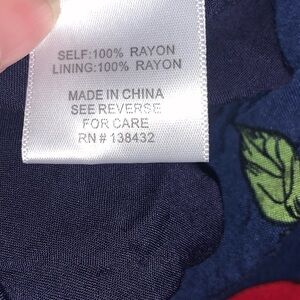 SELF:100% RAYON
LINING:100% RAYON
MADE IN CHINA
SEE REVERSE
FOR CARE
RN # 138432